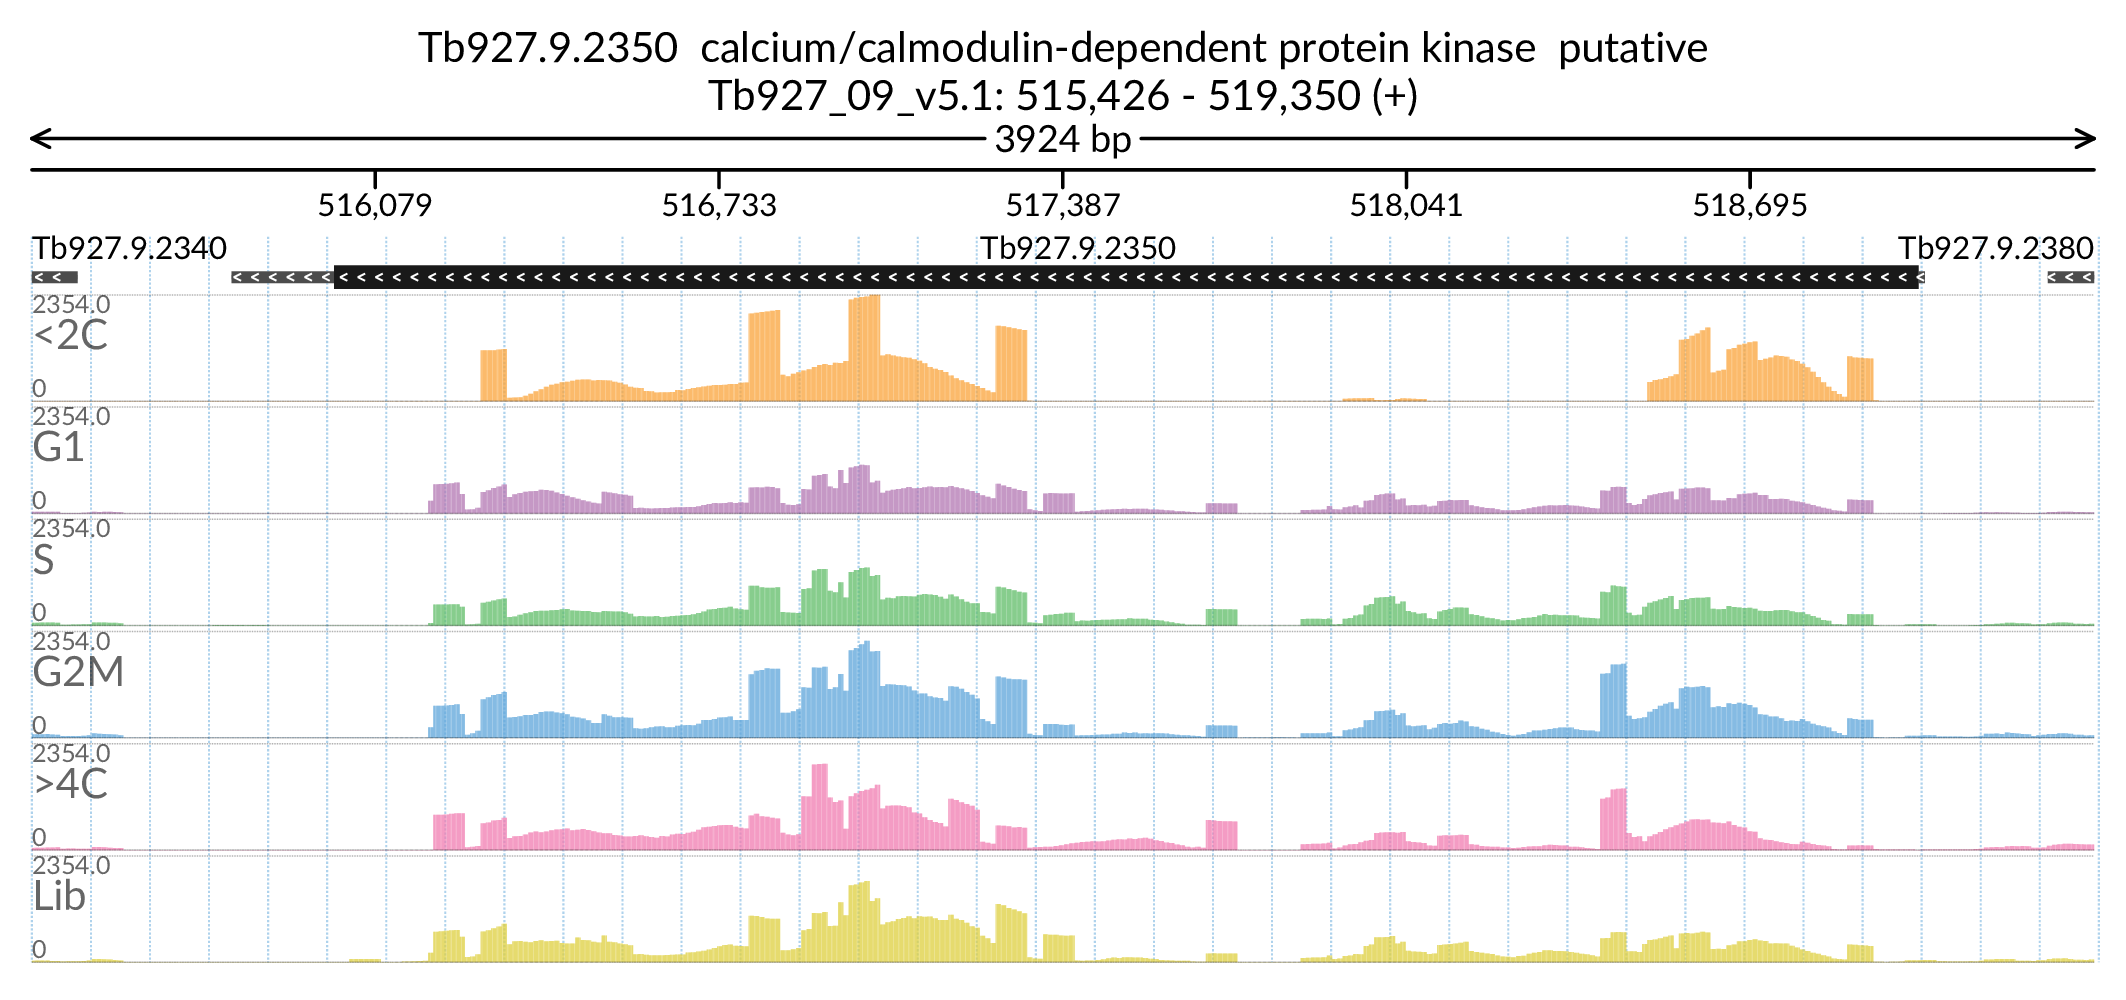 Tb927.9.2350  calcium/calmodulin-dependent protein kinase  putative
Tb927_09_v5.1: 515,426 - 519,350 (+)
3924 bp
516,079 516,733 517,387 518,041 518,695
Tb927.9.2340 Tb927.9.2350 Tb927.9.2380
2354.0
<2C
0
2354.0
G1
0
2354.0
S
0
2354.0
G2M
0
2354.0
>4C
0
2354.0
Lib
0